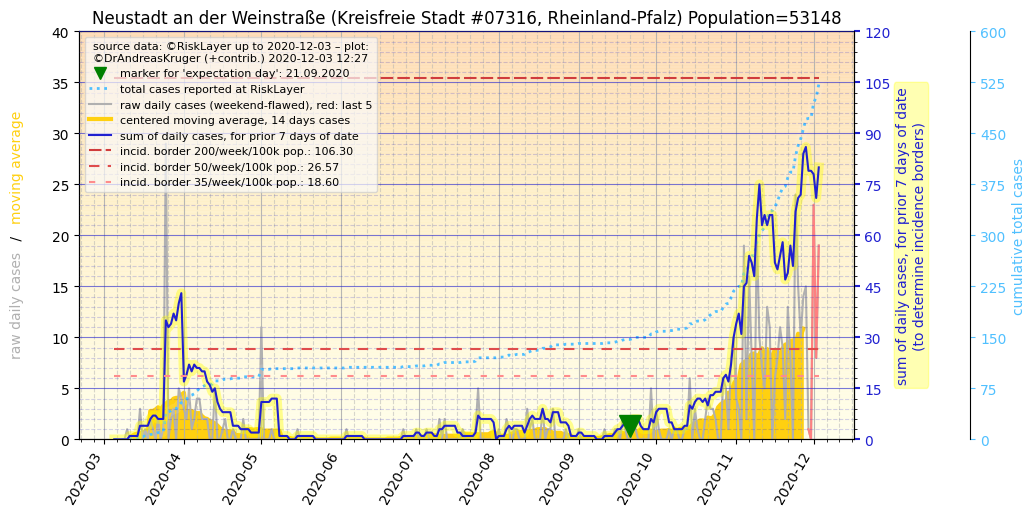 Neustadt an der Weinstraße (Kreisfreie Stadt #07316, Rheinland-Pfalz) Population=53148
source data: ©RiskLayer up to 2020-12-03 – plot:
©DrAndreasKruger (+contrib.) 2020-12-03 12:27
marker for 'expectation day': 21.09.2020
total cases reported at RiskLayer
raw daily cases (weekend-flawed), red: last 5
centered moving average, 14 days cases
sum of daily cases, for prior 7 days of date
incid. border 200/week/100k pop.: 106.30
incid. border 50/week/100k pop.: 26.57
incid. border 35/week/100k pop.: 18.60
raw daily cases / moving average
40
35
30
25
20
15
10
5
0
120
105
90
75
60
45
30
15
0
sum of daily cases, for prior 7 days of date
(to determine incidence borders)
600
525
450
375
300
225
150
75
0
cumulative total cases
2020-03
2020-04
2020-05
2020-06
2020-07
2020-08
2020-09
2020-10
2020-11
2020-12